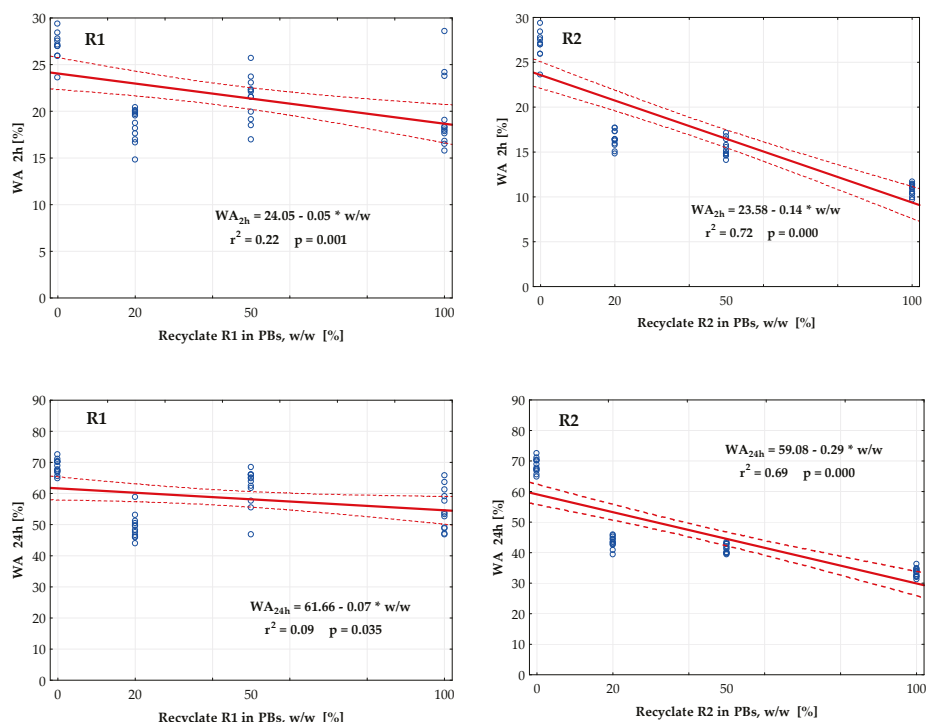 R1
30
25
20
15
10
5
0
WA 2h [%]
WA₂ₕ = 24.05 - 0.05 * w/w
r² = 0.22 p = 0.001
0 20 50 100
Recyclate R1 in PBs, w/w [%]
R2
30
25
20
15
10
5
0
WA 2h [%]
WA₂ₕ = 23.58 - 0.14 * w/w
r² = 0.72 p = 0.000
0 20 50 100
Recyclate R2 in PBs, w/w [%]
R1
90
80
70
60
50
40
30
20
10
0
WA 24h [%]
WA₂₄ₕ = 61.66 - 0.07 * w/w
r² = 0.09 p = 0.035
0 20 50 100
Recyclate R1 in PBs, w/w [%]
R2
90
80
70
60
50
40
30
20
10
0
WA 24h [%]
WA₂₄ₕ = 59.08 - 0.29 * w/w
r² = 0.69 p = 0.000
0 20 50 100
Recyclate R2 in PBs, w/w [%]